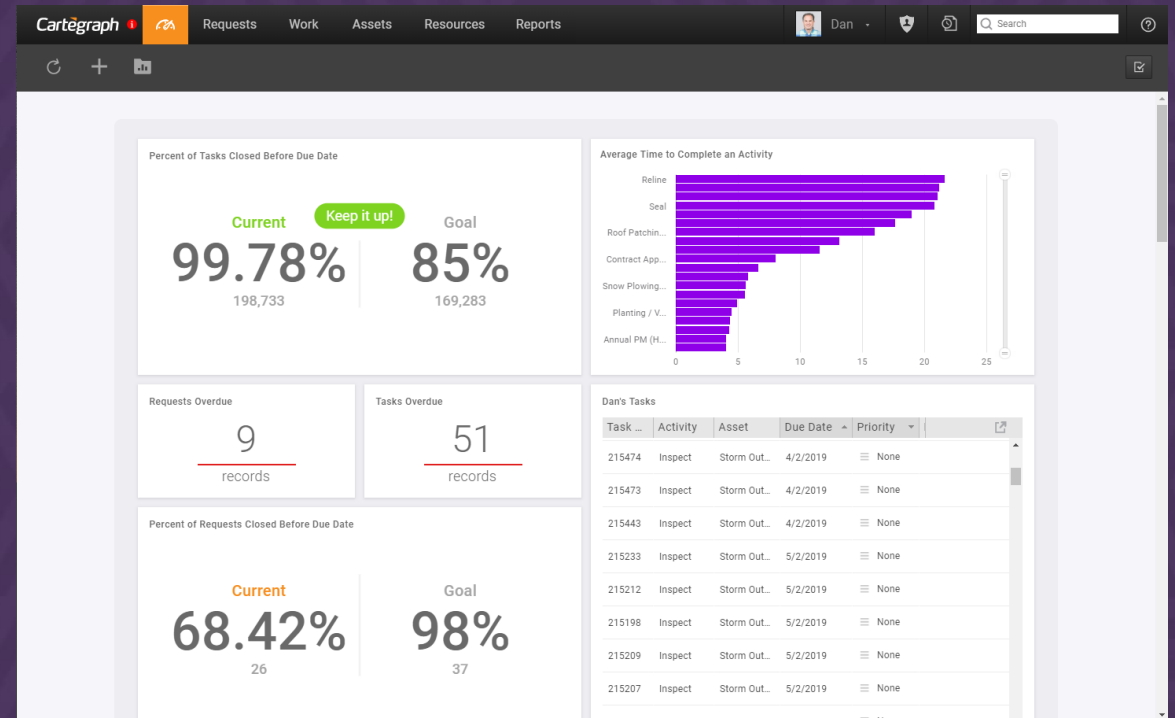 Cartegraph
Requests Work Assets Resources Reports
Dan
Search
Percent of Tasks Closed Before Due Date
Current
Keep it up!
Goal
99.78%
85%
198,733
169,283
Average Time to Complete an Activity
Reline
Seal
Roof Patchin...
Contract App...
Snow Plowing...
Planting / V...
Annual PM (H...
0 5 10 15 20 25
Requests Overdue
9
records
Tasks Overdue
51
records
Percent of Requests Closed Before Due Date
Current
Goal
68.42%
98%
26
37
Dan's Tasks
Task ... Activity Asset Due Date Priority
215474 Inspect Storm Out... 4/2/2019 None
215473 Inspect Storm Out... 4/2/2019 None
215443 Inspect Storm Out... 4/2/2019 None
215233 Inspect Storm Out... 5/2/2019 None
215212 Inspect Storm Out... 5/2/2019 None
215198 Inspect Storm Out... 5/2/2019 None
215209 Inspect Storm Out... 5/2/2019 None
215207 Inspect Storm Out... 5/2/2019 None